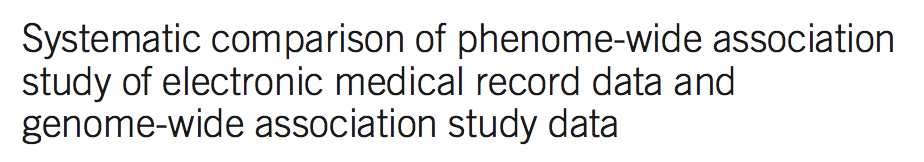 Systematic comparison of phenome-wide association
study of electronic medical record data and
genome-wide association study data